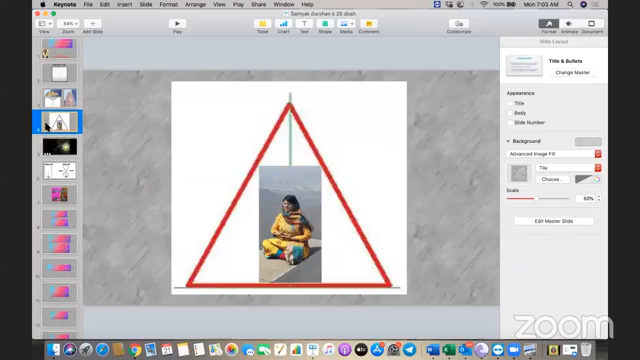 Keynote File Edit Insert Slide Format Arrange View Play Share Window Help
100%
Mon 7:03 AM
Samyak darshan k 25 dosh
54%
View Zoom Add Slide
Play
Table Chart Text Shape Media Comment
Collaborate
Format Animate Document
Slide Layout
Title & Bullets
Change Master
Appearance
Title
Body
Slide Number
Background
Advanced Image Fill
Tile
Choose...
Scale
50%
Edit Master Slide
zoom